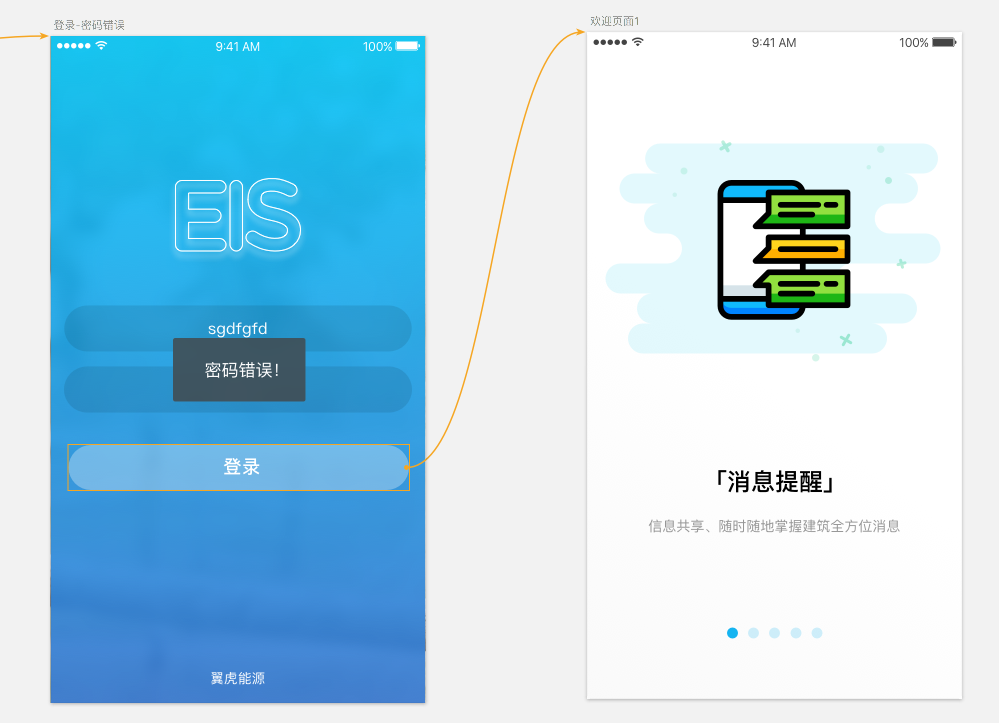 登录-密码错误
9:41 AM
100%
EIS
sgdfgfd
密码错误!
登录
翼虎能源
欢迎页面1
9:41 AM
100%
「消息提醒」
信息共享、随时随地掌握建筑全方位消息